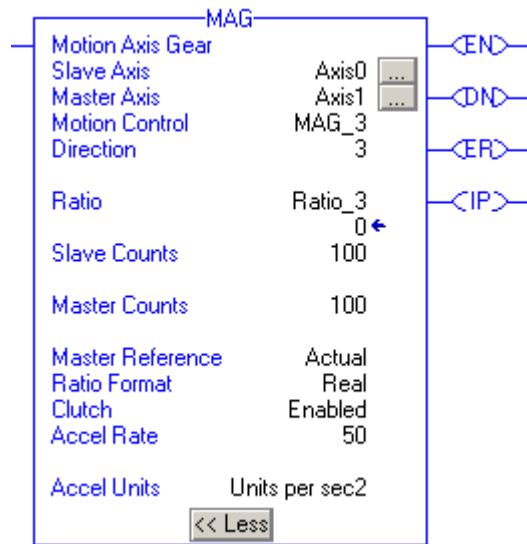 MAG
Motion Axis Gear EN
Slave Axis Axis0 ...
Master Axis Axis1 ... DN
Motion Control MAG_3
Direction 3 ER
Ratio Ratio_3 IP
0
Slave Counts 100
Master Counts 100
Master Reference Actual
Ratio Format Real
Clutch Enabled
Accel Rate 50
Accel Units Units per sec2
<< Less